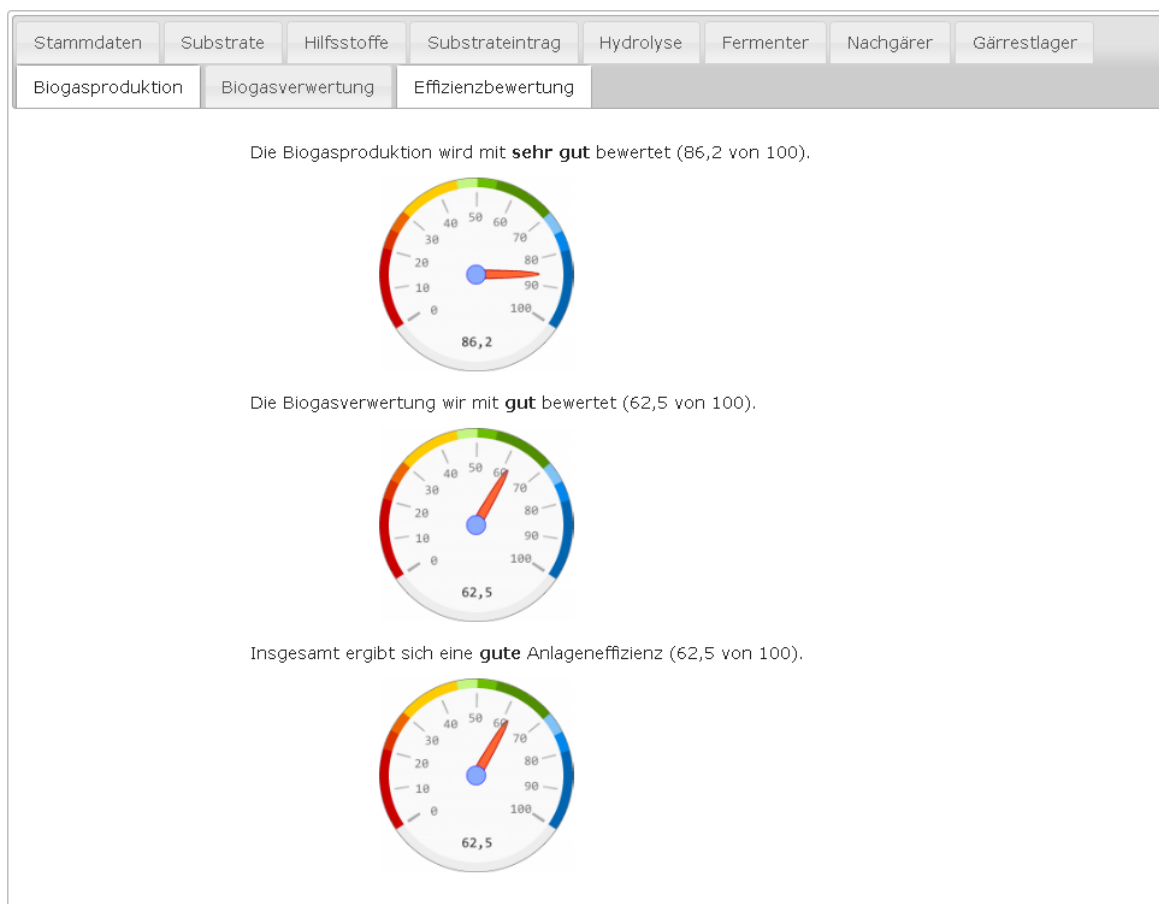 Stammdaten Substrate Hilfsstoffe Substrateintrag Hydrolyse Fermenter Nachgärer Gärrestlager
Biogasproduktion Biogasverwertung Effizienzbewertung
Die Biogasproduktion wird mit sehr gut bewertet (86,2 von 100).
0 10 20 30 40 50 60 70 80 90 100
86,2
Die Biogasverwertung wir mit gut bewertet (62,5 von 100).
0 10 20 30 40 50 60 70 80 90 100
62,5
Insgesamt ergibt sich eine gute Anlageneffizienz (62,5 von 100).
0 10 20 30 40 50 60 70 80 90 100
62,5